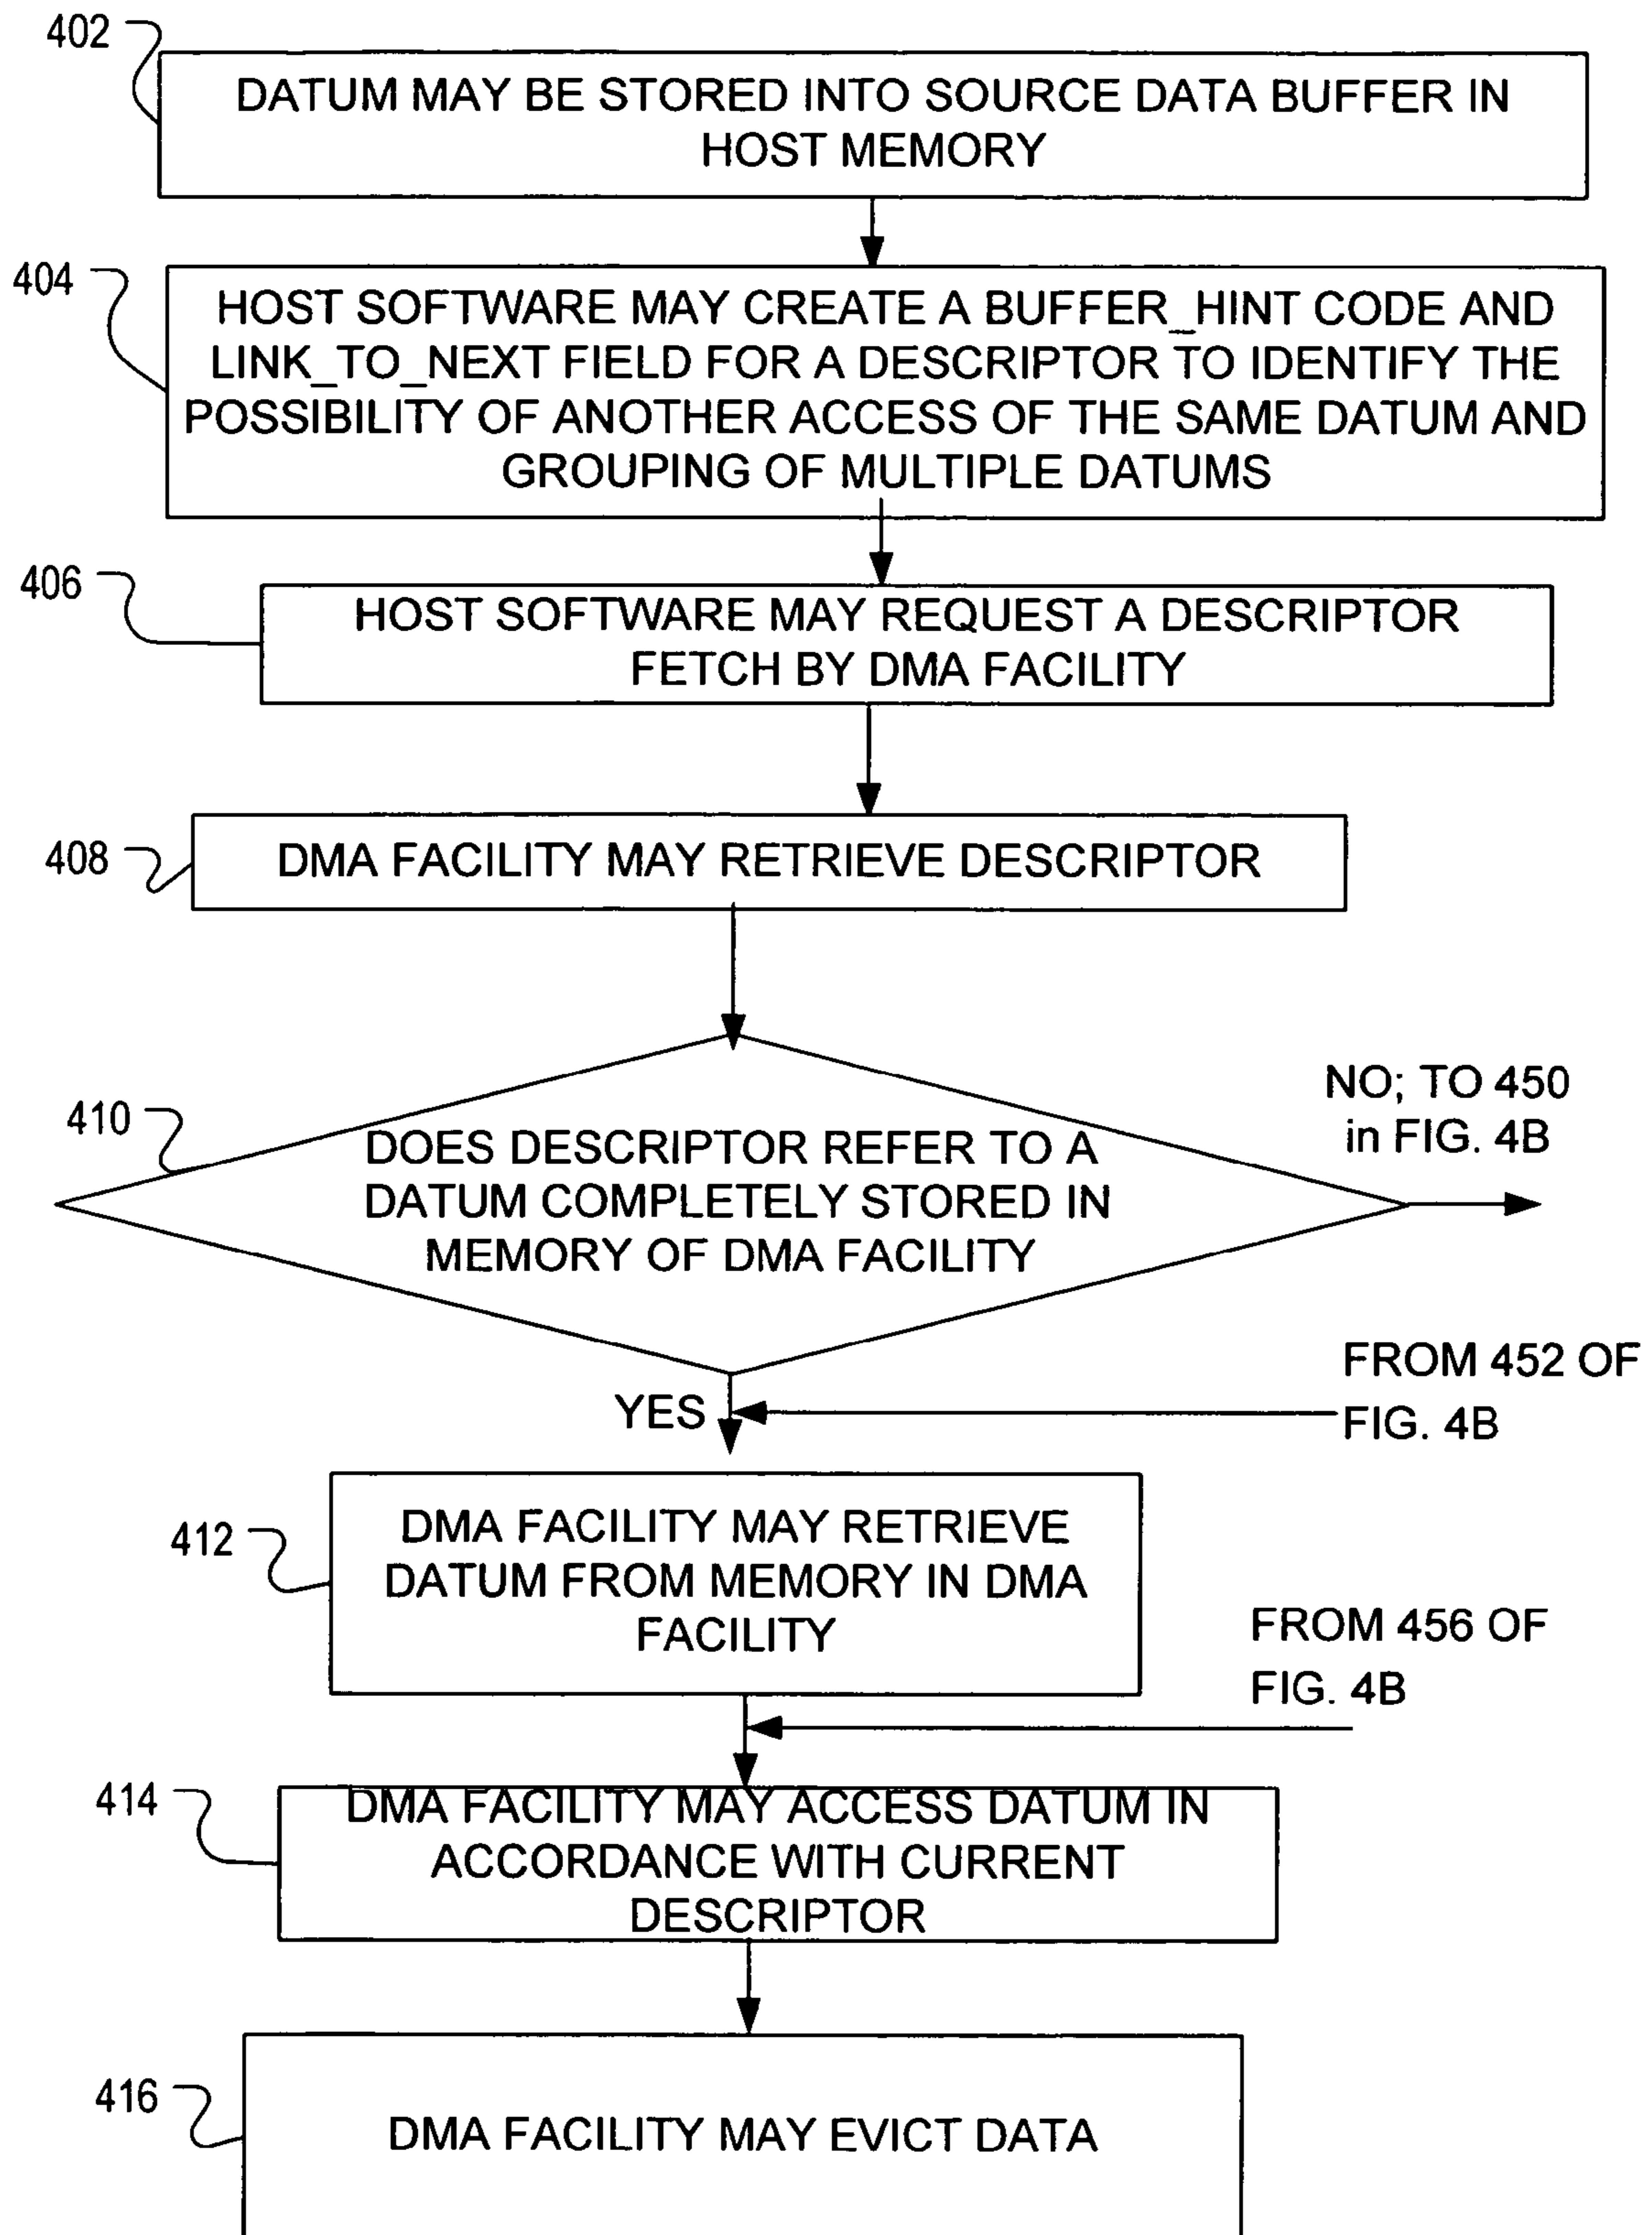 402
DATUM MAY BE STORED INTO SOURCE DATA BUFFER IN
HOST MEMORY
404
HOST SOFTWARE MAY CREATE A BUFFER_HINT CODE AND
LINK_TO_NEXT FIELD FOR A DESCRIPTOR TO IDENTIFY THE
POSSIBILITY OF ANOTHER ACCESS OF THE SAME DATUM AND
GROUPING OF MULTIPLE DATUMS
406
HOST SOFTWARE MAY REQUEST A DESCRIPTOR
FETCH BY DMA FACILITY
408
DMA FACILITY MAY RETRIEVE DESCRIPTOR
410
DOES DESCRIPTOR REFER TO A
DATUM COMPLETELY STORED IN
MEMORY OF DMA FACILITY
NO; TO 450
in FIG. 4B
YES
FROM 452 OF
FIG. 4B
412
DMA FACILITY MAY RETRIEVE
DATUM FROM MEMORY IN DMA
FACILITY
FROM 456 OF
FIG. 4B
414
DMA FACILITY MAY ACCESS DATUM IN
ACCORDANCE WITH CURRENT
DESCRIPTOR
416
DMA FACILITY MAY EVICT DATA